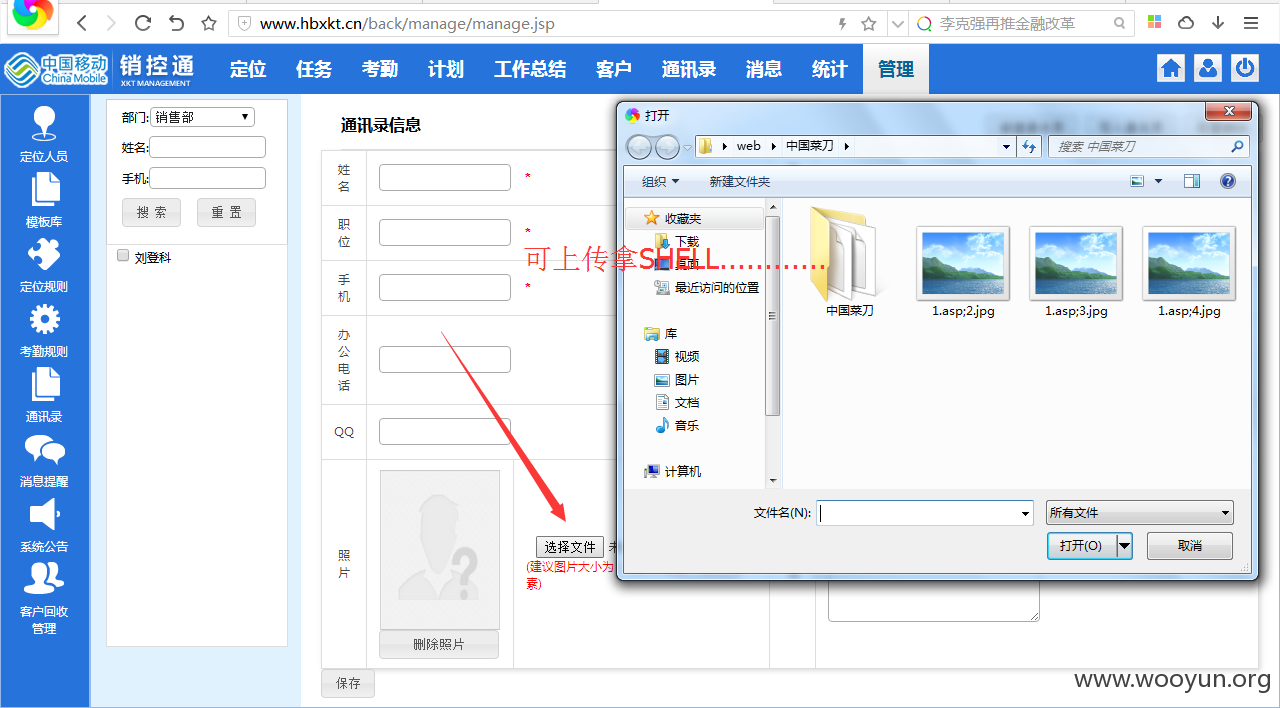 www.hbxkt.cn/back/manage/manage.jsp
李克强再推金融改革
中国移动
China Mobile
销控通
XKT MANAGEMENT
定位 任务 考勤 计划 工作总结 客户 通讯录 消息 统计 管理
定位人员
模板库
定位规则
考勤规则
通讯录
消息提醒
系统公告
客户回收
管理
部门: 销售部
姓名:
手机:
搜 索 重 置
刘登科
通讯录信息
姓名 *
职位 *
手机 *
办公电话
QQ
照片
选择文件
(建议图片大小为
素)
删除照片
保存
打开
web 中国菜刀
搜索 中国菜刀
组织 新建文件夹
收藏夹
下载
桌面
最近访问的位置
库
视频
图片
文档
音乐
计算机
中国菜刀
1.asp;2.jpg
1.asp;3.jpg
1.asp;4.jpg
文件名(N):
所有文件
打开(O) 取消
可上传拿SHELL.............
www.wooyun.org